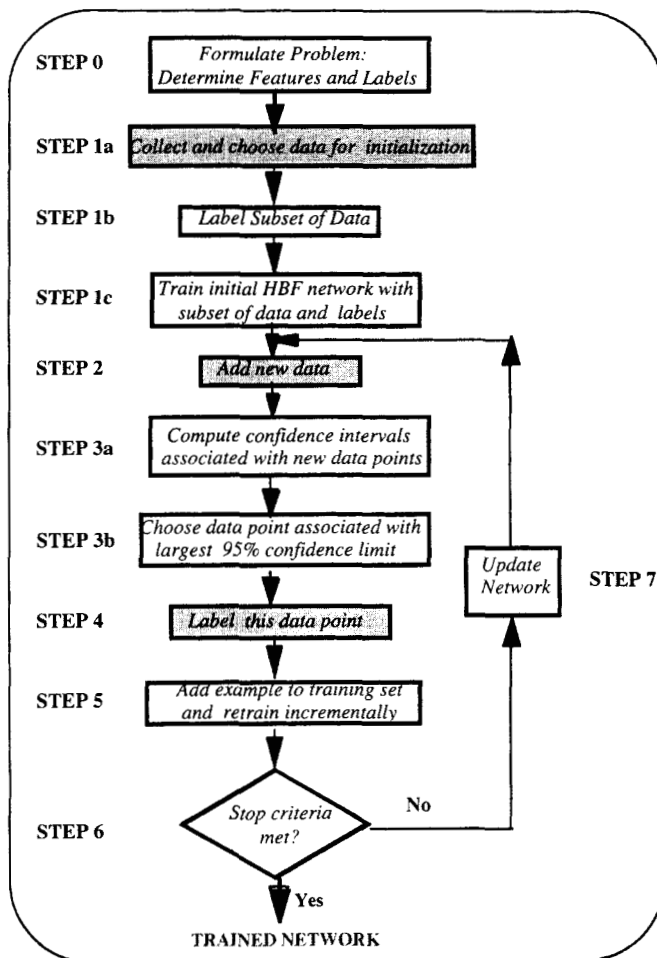 STEP 0
Formulate Problem:
Determine Features and Labels
STEP 1a
Collect and choose data for initialization
STEP 1b
Label Subset of Data
STEP 1c
Train initial HBF network with
subset of data and labels
STEP 2
Add new data
STEP 3a
Compute confidence intervals
associated with new data points
STEP 3b
Choose data point associated with
largest 95% confidence limit
Update
Network
STEP 7
STEP 4
Label this data point
STEP 5
Add example to training set
and retrain incrementally
STEP 6
Stop criteria
met?
No
Yes
TRAINED NETWORK